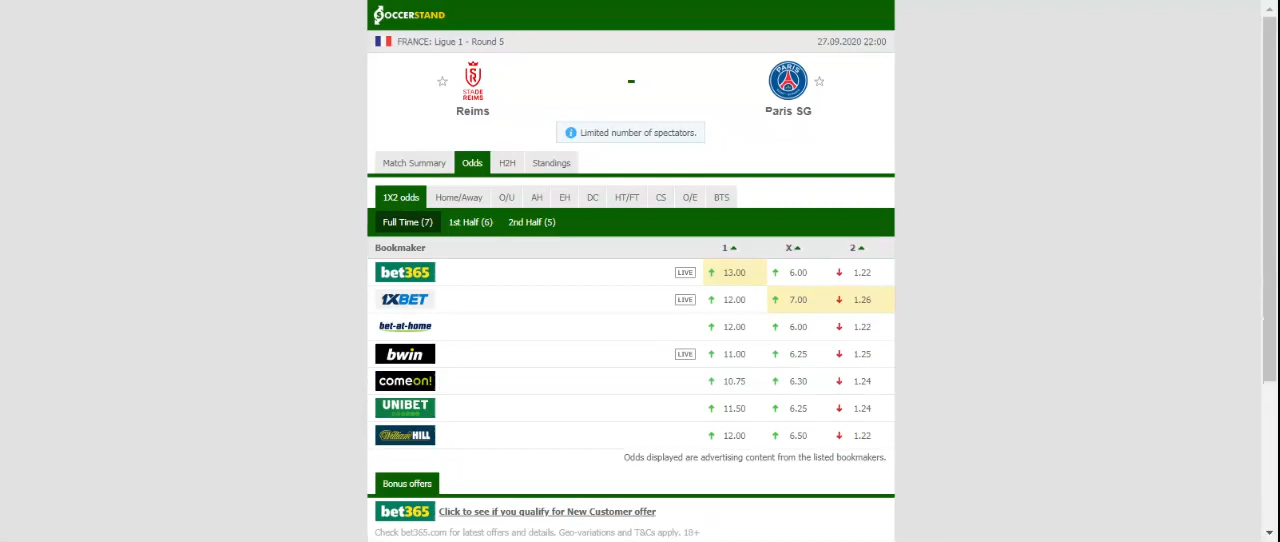 SOCCERSTAND
FRANCE: Ligue 1 - Round 5 27.09.2020 22:00
STADE
REIMS
PARIS
Reims - Paris SG
Limited number of spectators.
Match Summary Odds H2H Standings
1X2 odds Home/Away O/U AH EH DC HT/FT CS O/E BTS
Full Time (7) 1st Half (6) 2nd Half (5)
Bookmaker 1 X 2
bet365 LIVE 13.00 6.00 1.22
1XBET LIVE 12.00 7.00 1.26
bet-at-home 12.00 6.00 1.22
bwin LIVE 11.00 6.25 1.25
comeon! 10.75 6.30 1.24
UNIBET 11.50 6.25 1.24
William HILL 12.00 6.50 1.22
Odds displayed are advertising content from the listed bookmakers.
Bonus offers
bet365 Click to see if you qualify for New Customer offer
Check bet365.com for latest offers and details. Geo-variations and T&Cs apply. 18+